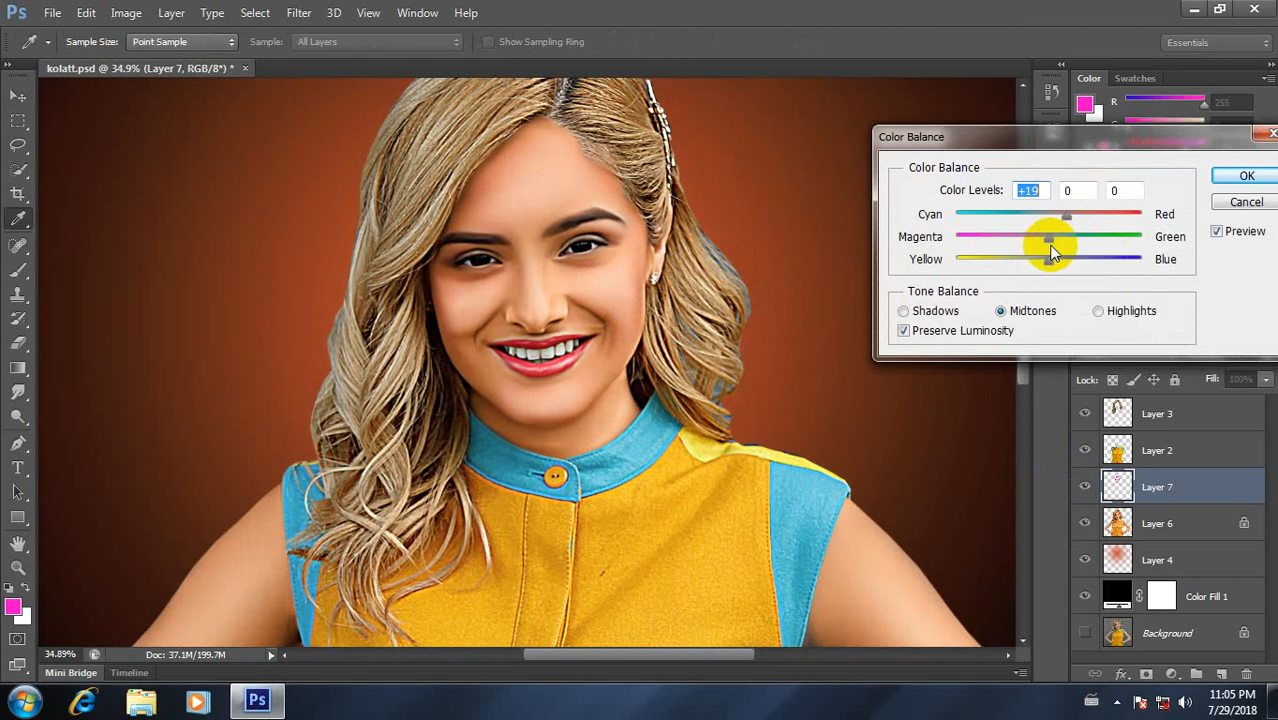 Ps File Edit Image Layer Type Select Filter 3D View Window Help
Sample Size: Point Sample Sample: All Layers Show Sampling Ring Essentials
kolatt.psd @ 34.9% (Layer 7, RGB/8*) * ×
Color Swatches
R 255
Color Balance
Color Balance
Color Levels: +19 0 0
OK
Cyan Red
Cancel
Magenta Green
Preview
Yellow Blue
Tone Balance
Shadows Midtones Highlights
Preserve Luminosity
Lock: Fill: 100%
Layer 3
Layer 2
Layer 7
Layer 6
Layer 4
Color Fill 1
Background
34.89% Doc: 37.1M/199.7M
Mini Bridge Timeline
Ps
11:05 PM
7/29/2018